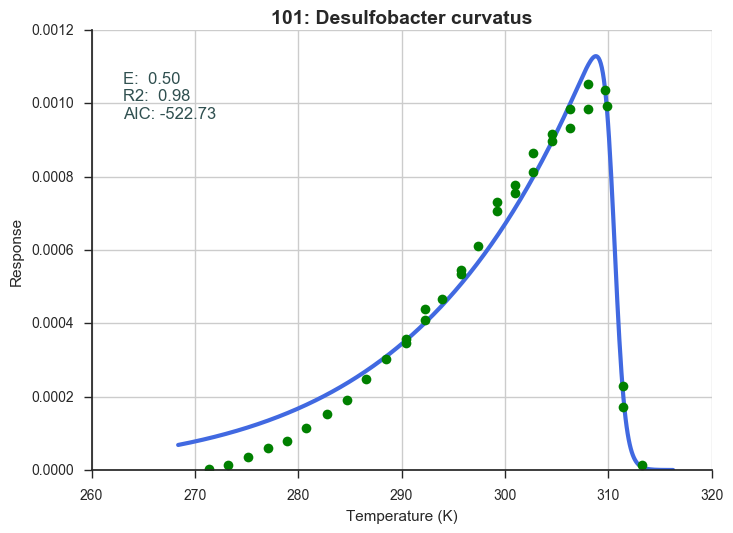 101: Desulfobacter curvatus
E:  0.50
R2:  0.98
AIC: -522.73
Response
0.0012
0.0010
0.0008
0.0006
0.0004
0.0002
0.0000
260
270
280
290
300
310
320
Temperature (K)